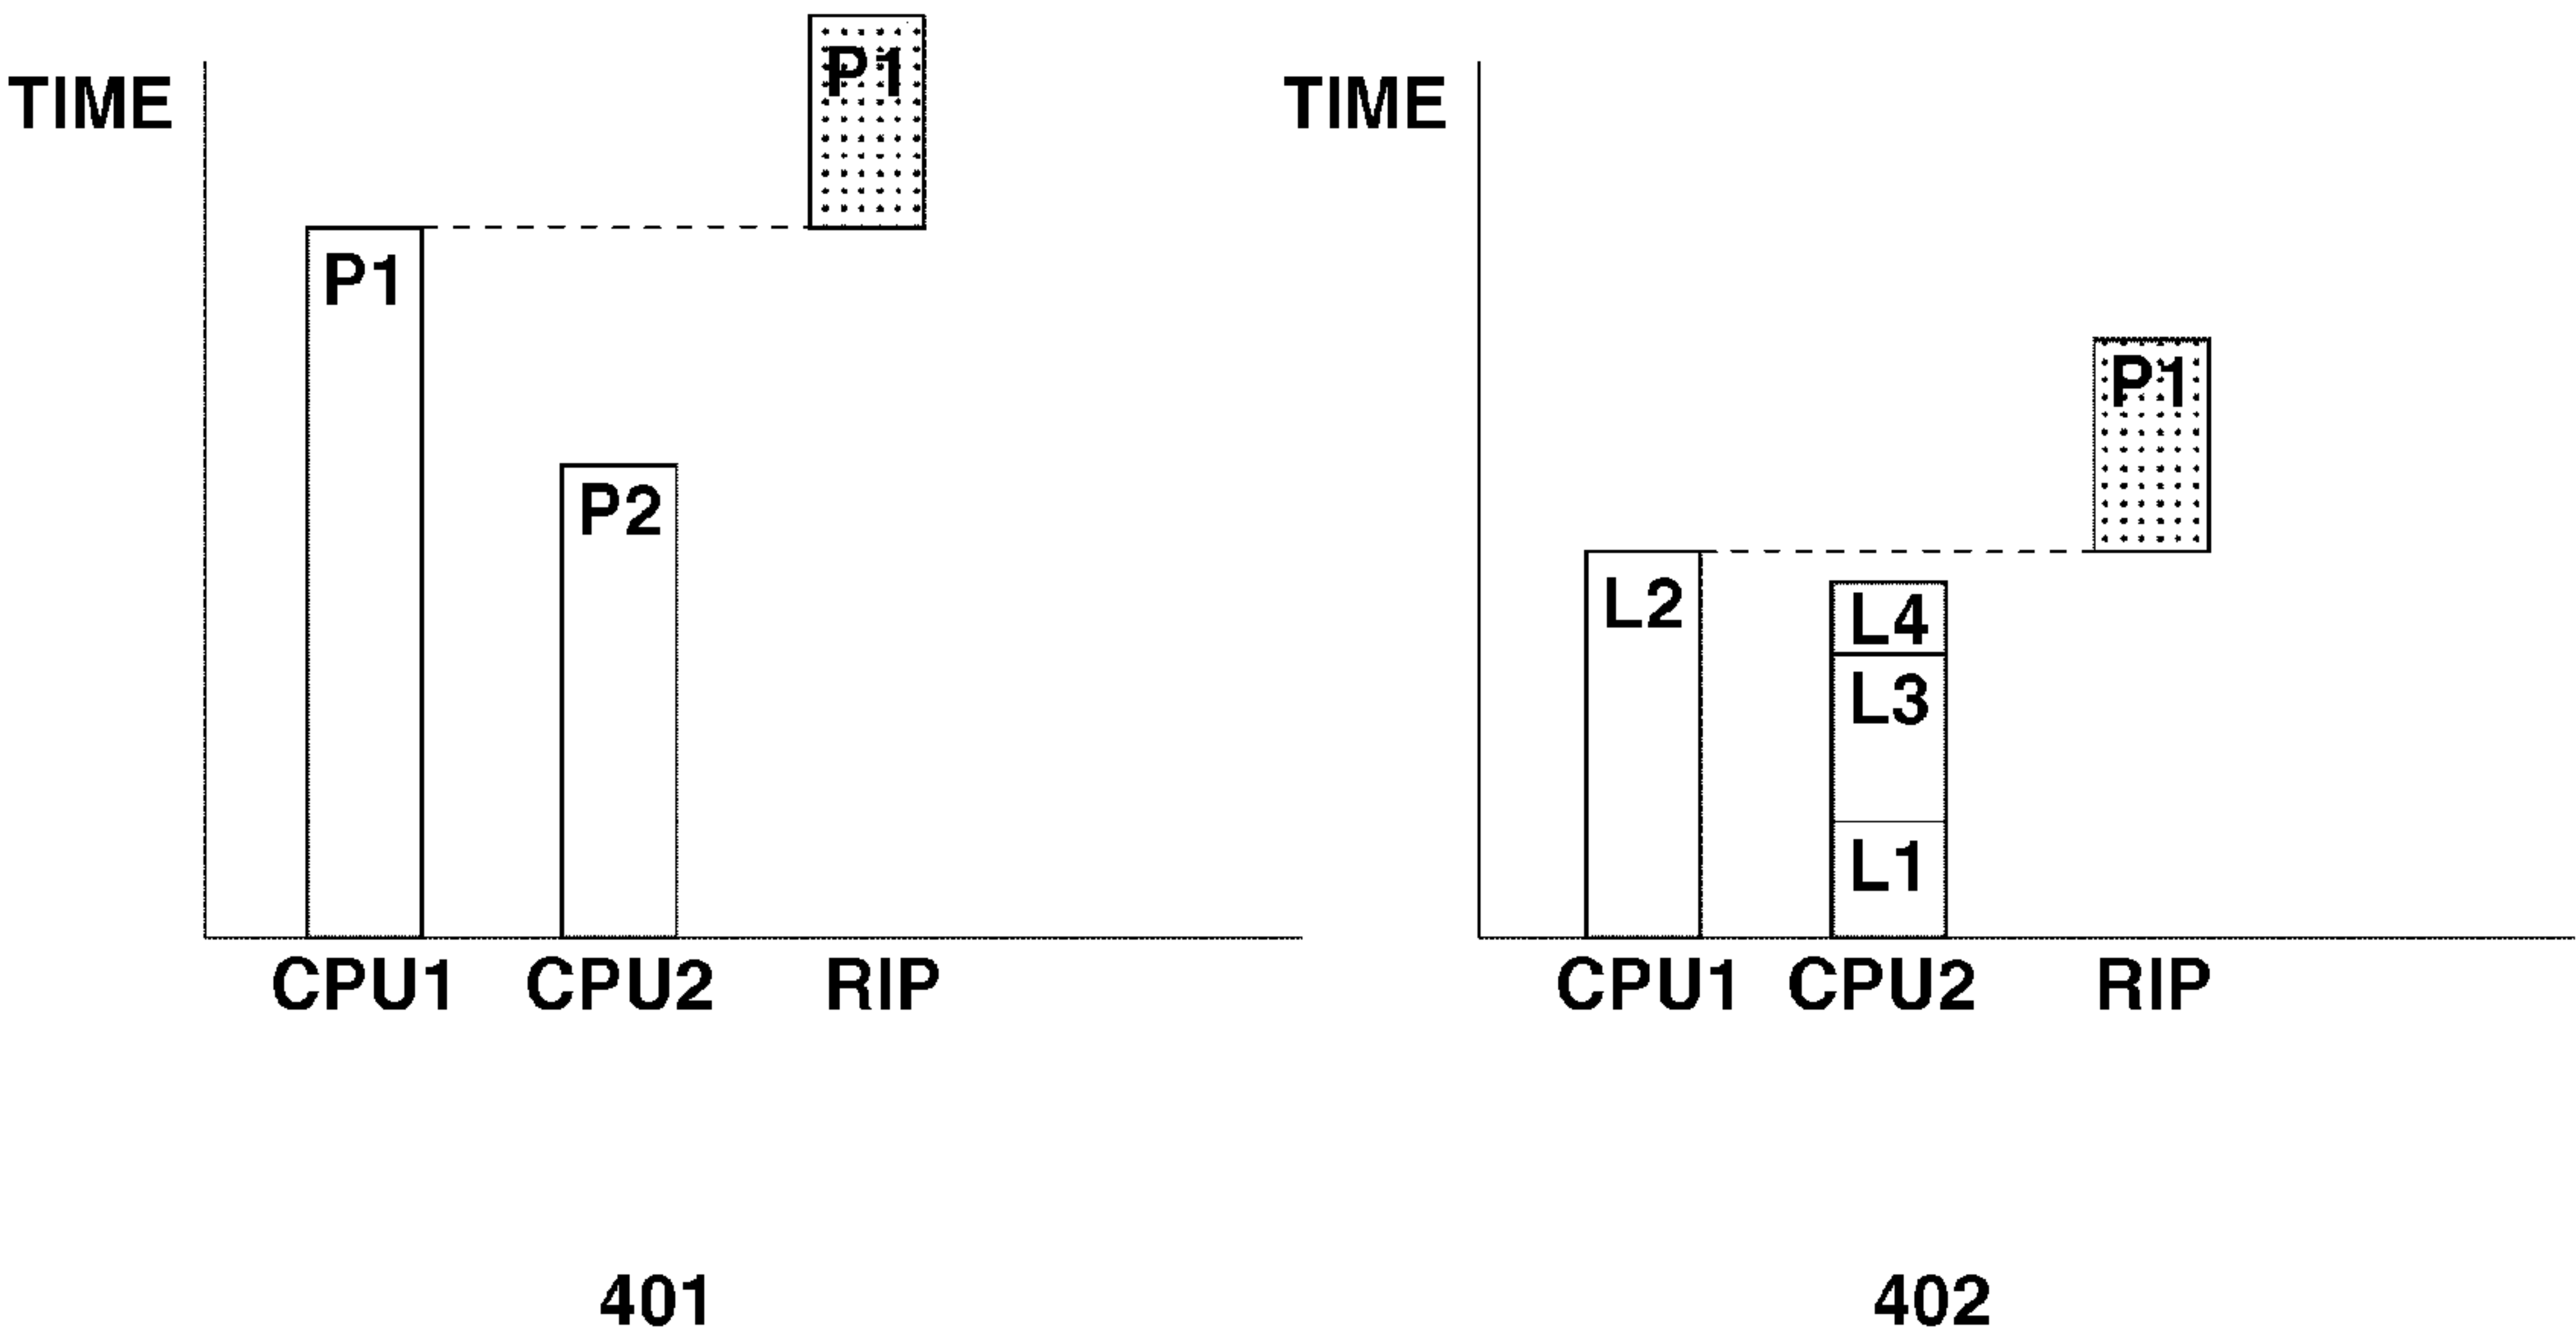 TIME
P1
P1
P2
CPU1 CPU2 RIP
401
TIME
P1
L2
L4
L3
L1
CPU1 CPU2 RIP
402